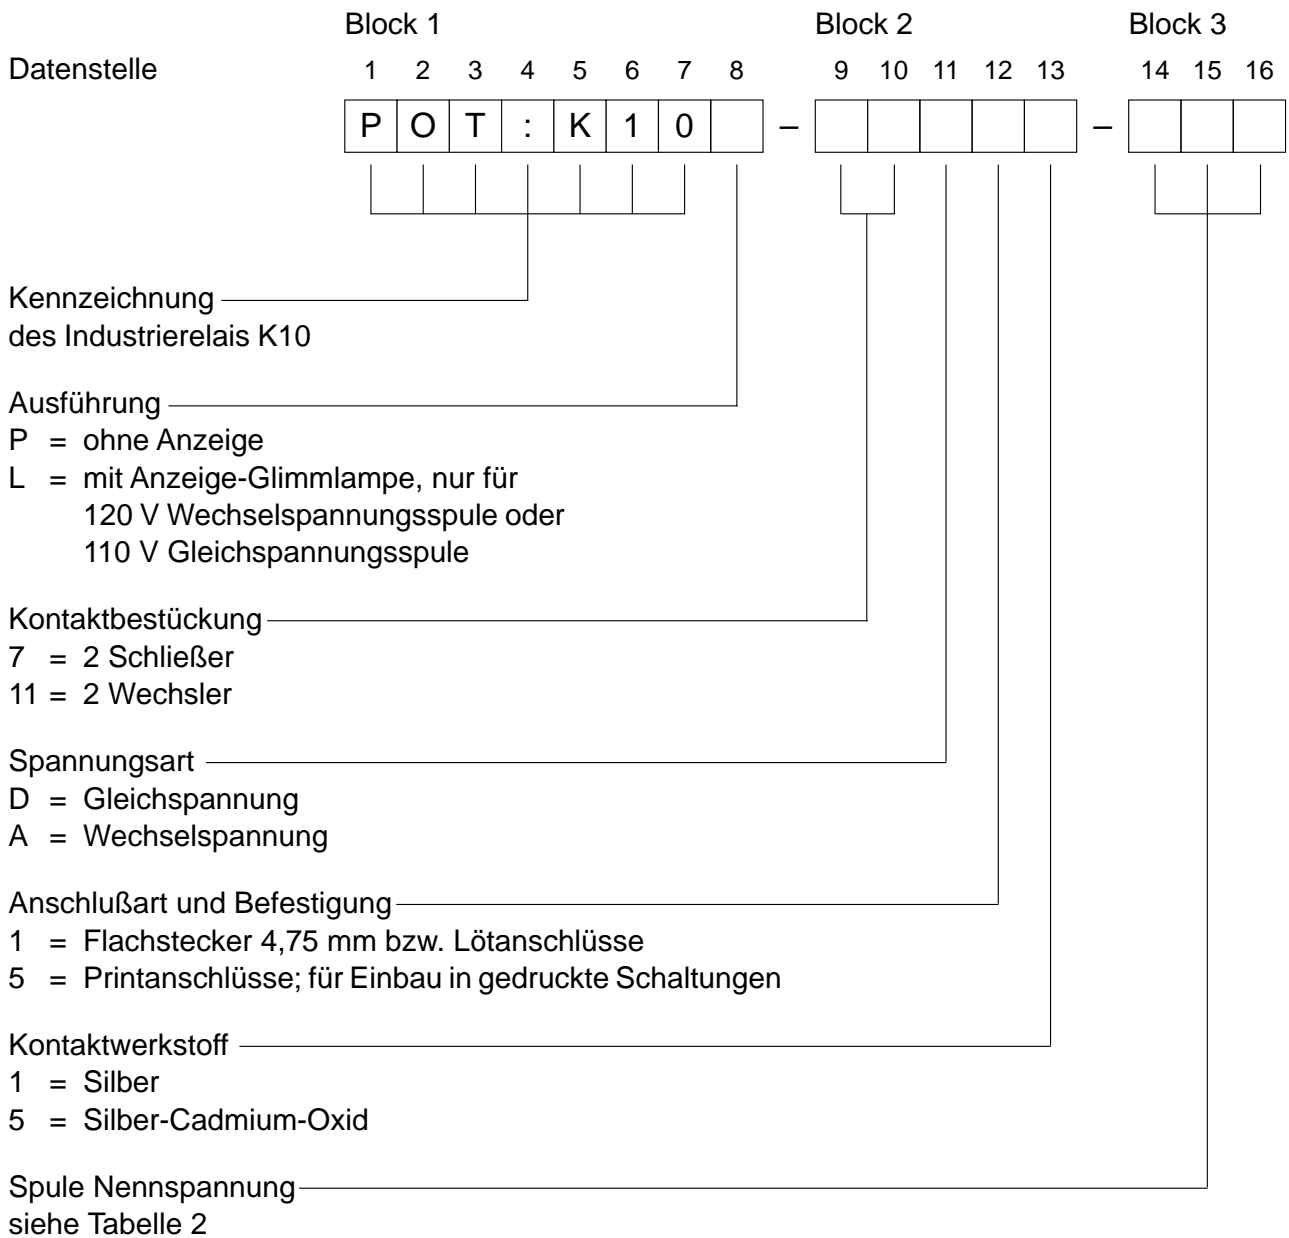 Block 1 Block 2 Block 3
Datenstelle 1 2 3 4 5 6 7 8 9 10 11 12 13 14 15 16
P O T : K 1 0 – –
Kennzeichnung
des Industrierelais K10
Ausführung
P = ohne Anzeige
L = mit Anzeige-Glimmlampe, nur für
120 V Wechselspannungsspule oder
110 V Gleichspannungsspule
Kontaktbestückung
7 = 2 Schließer
11 = 2 Wechsler
Spannungsart
D = Gleichspannung
A = Wechselspannung
Anschlußart und Befestigung
1 = Flachstecker 4,75 mm bzw. Lötanschlüsse
5 = Printanschlüsse; für Einbau in gedruckte Schaltungen
Kontaktwerkstoff
1 = Silber
5 = Silber-Cadmium-Oxid
Spule Nennspannung
siehe Tabelle 2